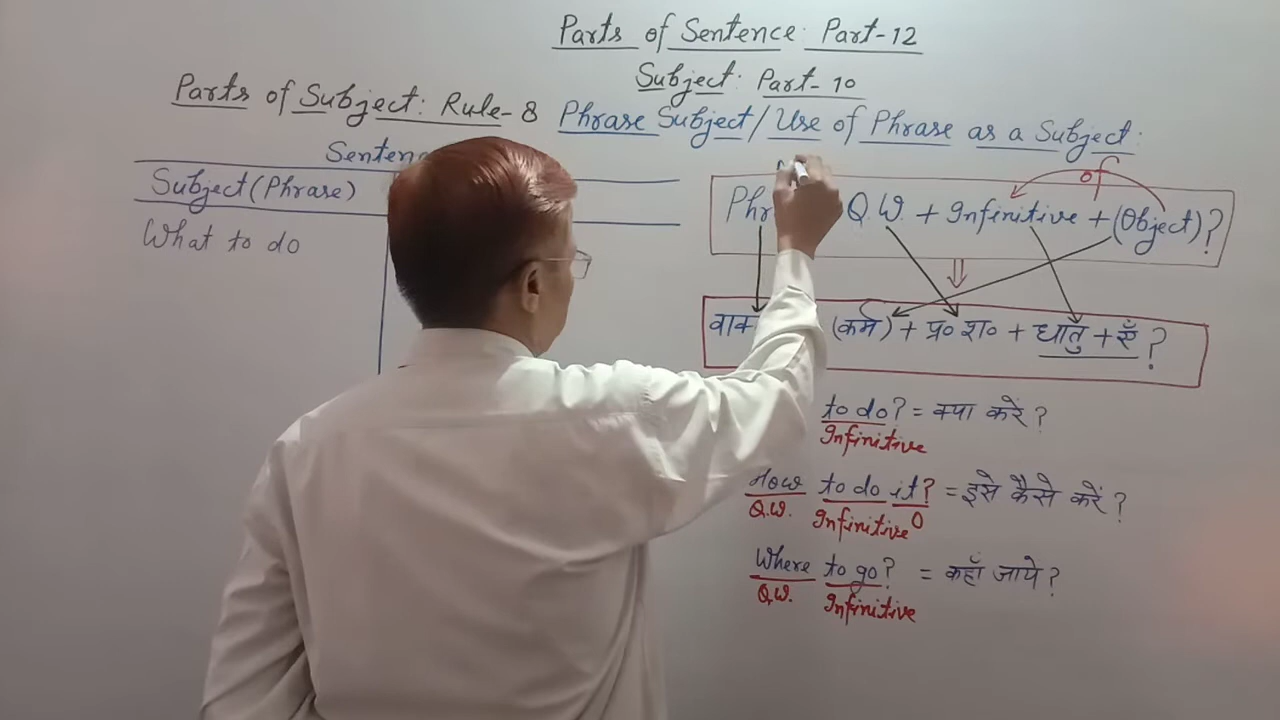 Parts of Sentence: Part-12
Subject: Part-10
Parts of Subject: Rule-8 Phrase Subject/Use of Phrase as a Subject:
Subject (Phrase)
What to do
of
Q.W. + Infinitive + (Object)?
(कर्म) + प्र० श० + धातु + एँ?
to do? = क्या करें?
Infinitive
How to do it? = इसे कैसे करें?
Q.W. Infinitive O
Where to go? = कहाँ जाये?
Q.W. Infinitive